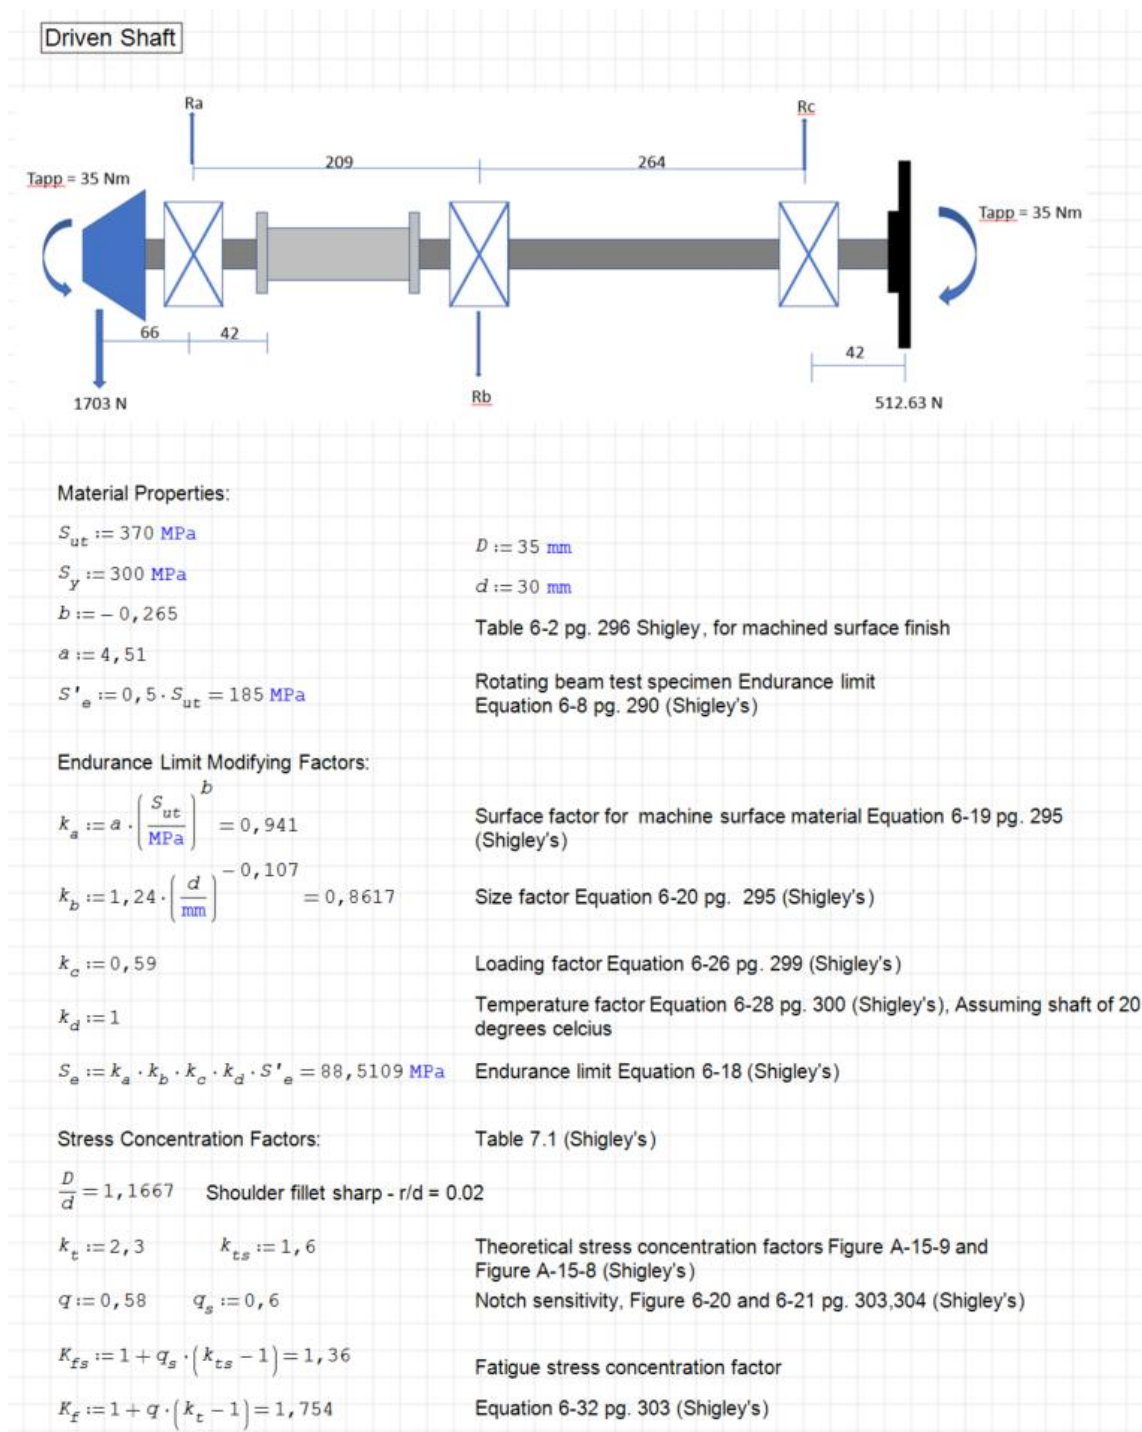 Driven Shaft
Ra
Rc
209
264
Tapp = 35 Nm
Tapp = 35 Nm
66
42
42
1703 N
Rb
512.63 N
Material Properties:
S_ut := 370 MPa
D := 35 mm
S_y := 300 MPa
d := 30 mm
b := − 0,265
Table 6-2 pg. 296 Shigley, for machined surface finish
a := 4,51
S'_e := 0,5 · S_ut = 185 MPa
Rotating beam test specimen Endurance limit
Equation 6-8 pg. 290 (Shigley's)
Endurance Limit Modifying Factors:
k_a := a · (S_ut / MPa)^b = 0,941
Surface factor for machine surface material Equation 6-19 pg. 295
(Shigley's)
k_b := 1,24 · (d / mm)^(− 0,107) = 0,8617
Size factor Equation 6-20 pg. 295 (Shigley's)
k_c := 0,59
Loading factor Equation 6-26 pg. 299 (Shigley's)
k_d := 1
Temperature factor Equation 6-28 pg. 300 (Shigley's), Assuming shaft of 20
degrees celcius
S_e := k_a · k_b · k_c · k_d · S'_e = 88,5109 MPa
Endurance limit Equation 6-18 (Shigley's)
Stress Concentration Factors:
Table 7.1 (Shigley's)
D / d = 1,1667
Shoulder fillet sharp - r/d = 0.02
k_t := 2,3
k_ts := 1,6
Theoretical stress concentration factors Figure A-15-9 and
Figure A-15-8 (Shigley's)
q := 0,58
q_s := 0,6
Notch sensitivity, Figure 6-20 and 6-21 pg. 303,304 (Shigley's)
K_fs := 1 + q_s · (k_ts − 1) = 1,36
Fatigue stress concentration factor
K_f := 1 + q · (k_t − 1) = 1,754
Equation 6-32 pg. 303 (Shigley's)